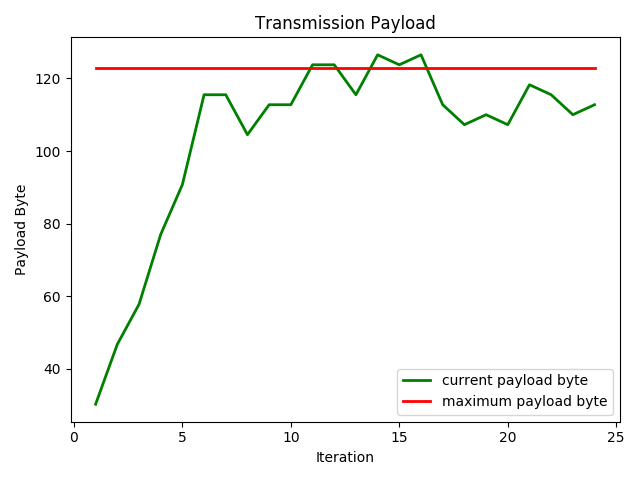 Transmission Payload
Payload Byte
120
100
80
60
40
0
5
10
15
20
25
Iteration
current payload byte
maximum payload byte